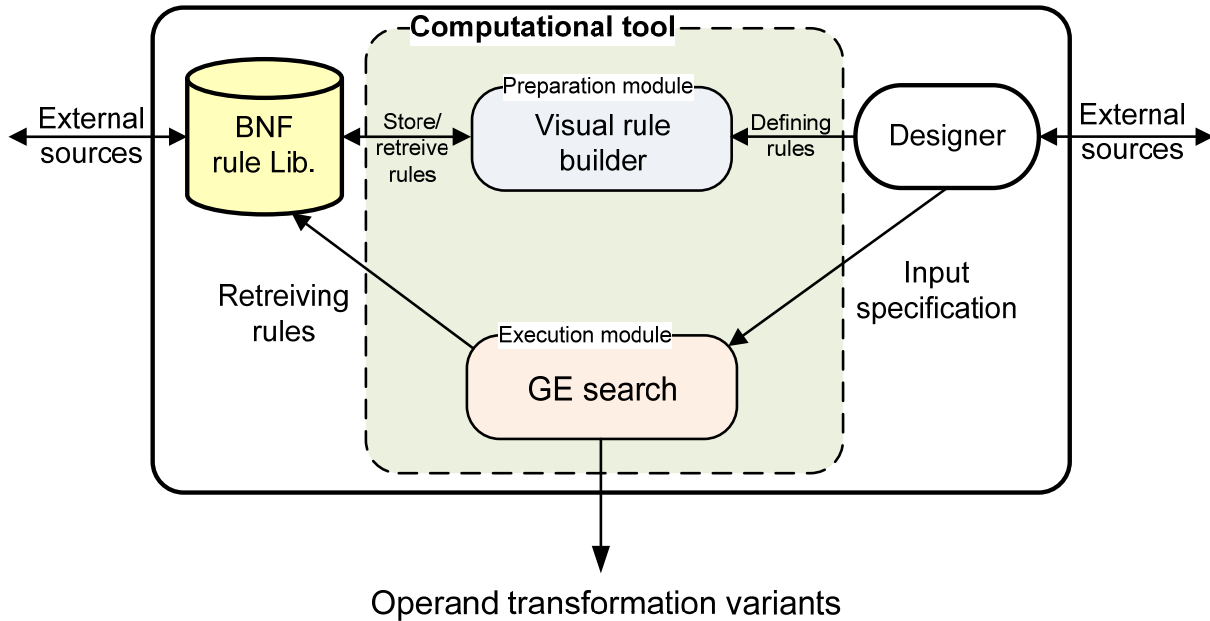 Computational tool
Preparation module
External
sources
BNF
rule Lib.
Store/
retreive
rules
Visual rule
builder
Defining
rules
Designer
External
sources
Retreiving
rules
Input
specification
Execution module
GE search
Operand transformation variants